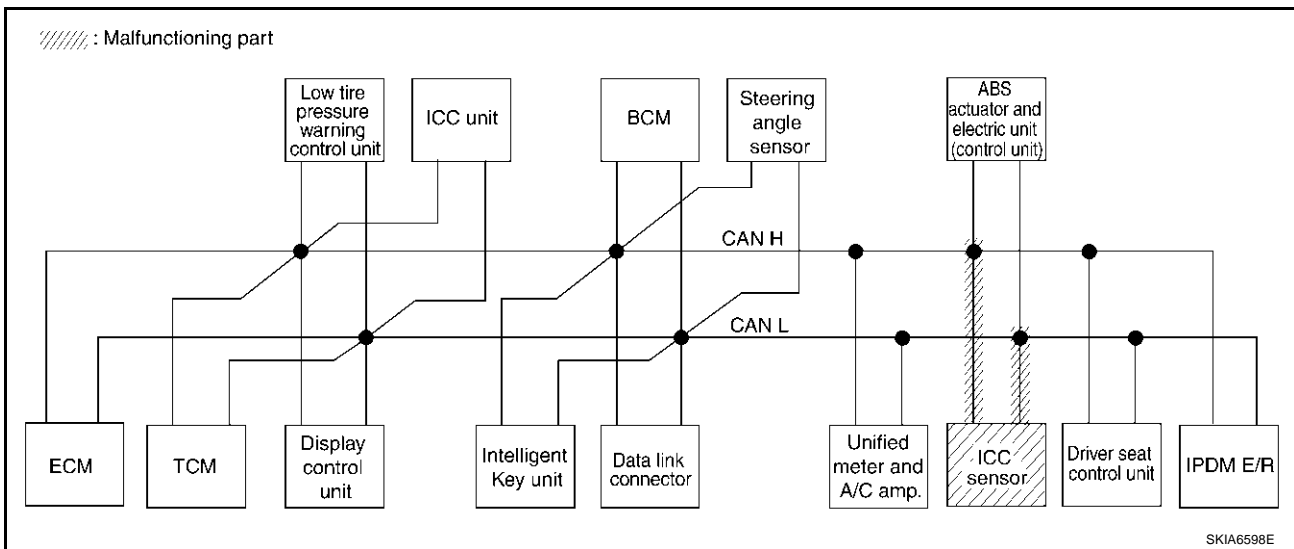 : Malfunctioning part
Low tire
pressure
warning
control unit
ICC unit
BCM
Steering
angle
sensor
ABS
actuator and
electric unit
(control unit)
CAN H
CAN L
ECM
TCM
Display
control
unit
Intelligent
Key unit
Data link
connector
Unified
meter and
A/C amp.
ICC
sensor
Driver seat
control unit
IPDM E/R
SKIA6598E